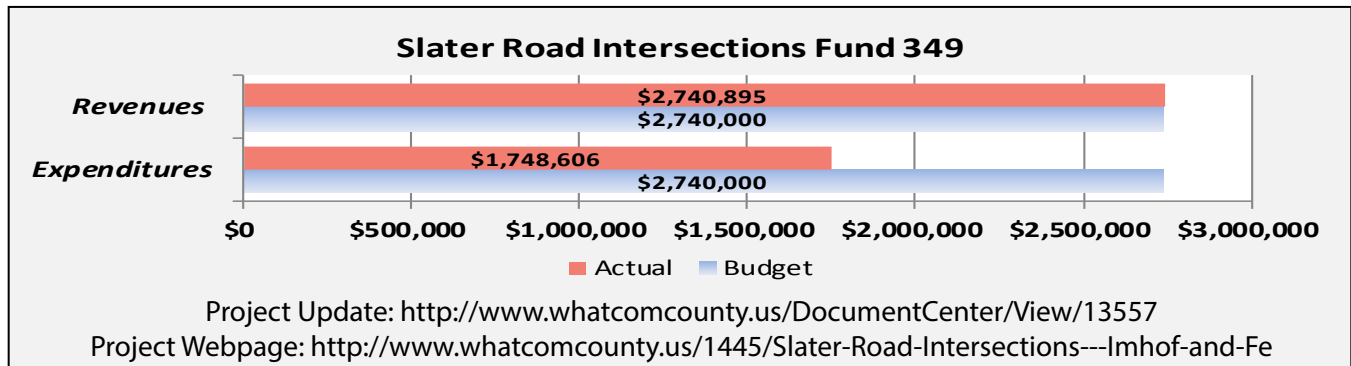 Slater Road Intersections Fund 349
Revenues
$2,740,895
$2,740,000
Expenditures
$1,748,606
$2,740,000
$0 $500,000 $1,000,000 $1,500,000 $2,000,000 $2,500,000 $3,000,000
Actual Budget
Project Update: http://www.whatcomcounty.us/DocumentCenter/View/13557
Project Webpage: http://www.whatcomcounty.us/1445/Slater-Road-Intersections---Imhof-and-Fe